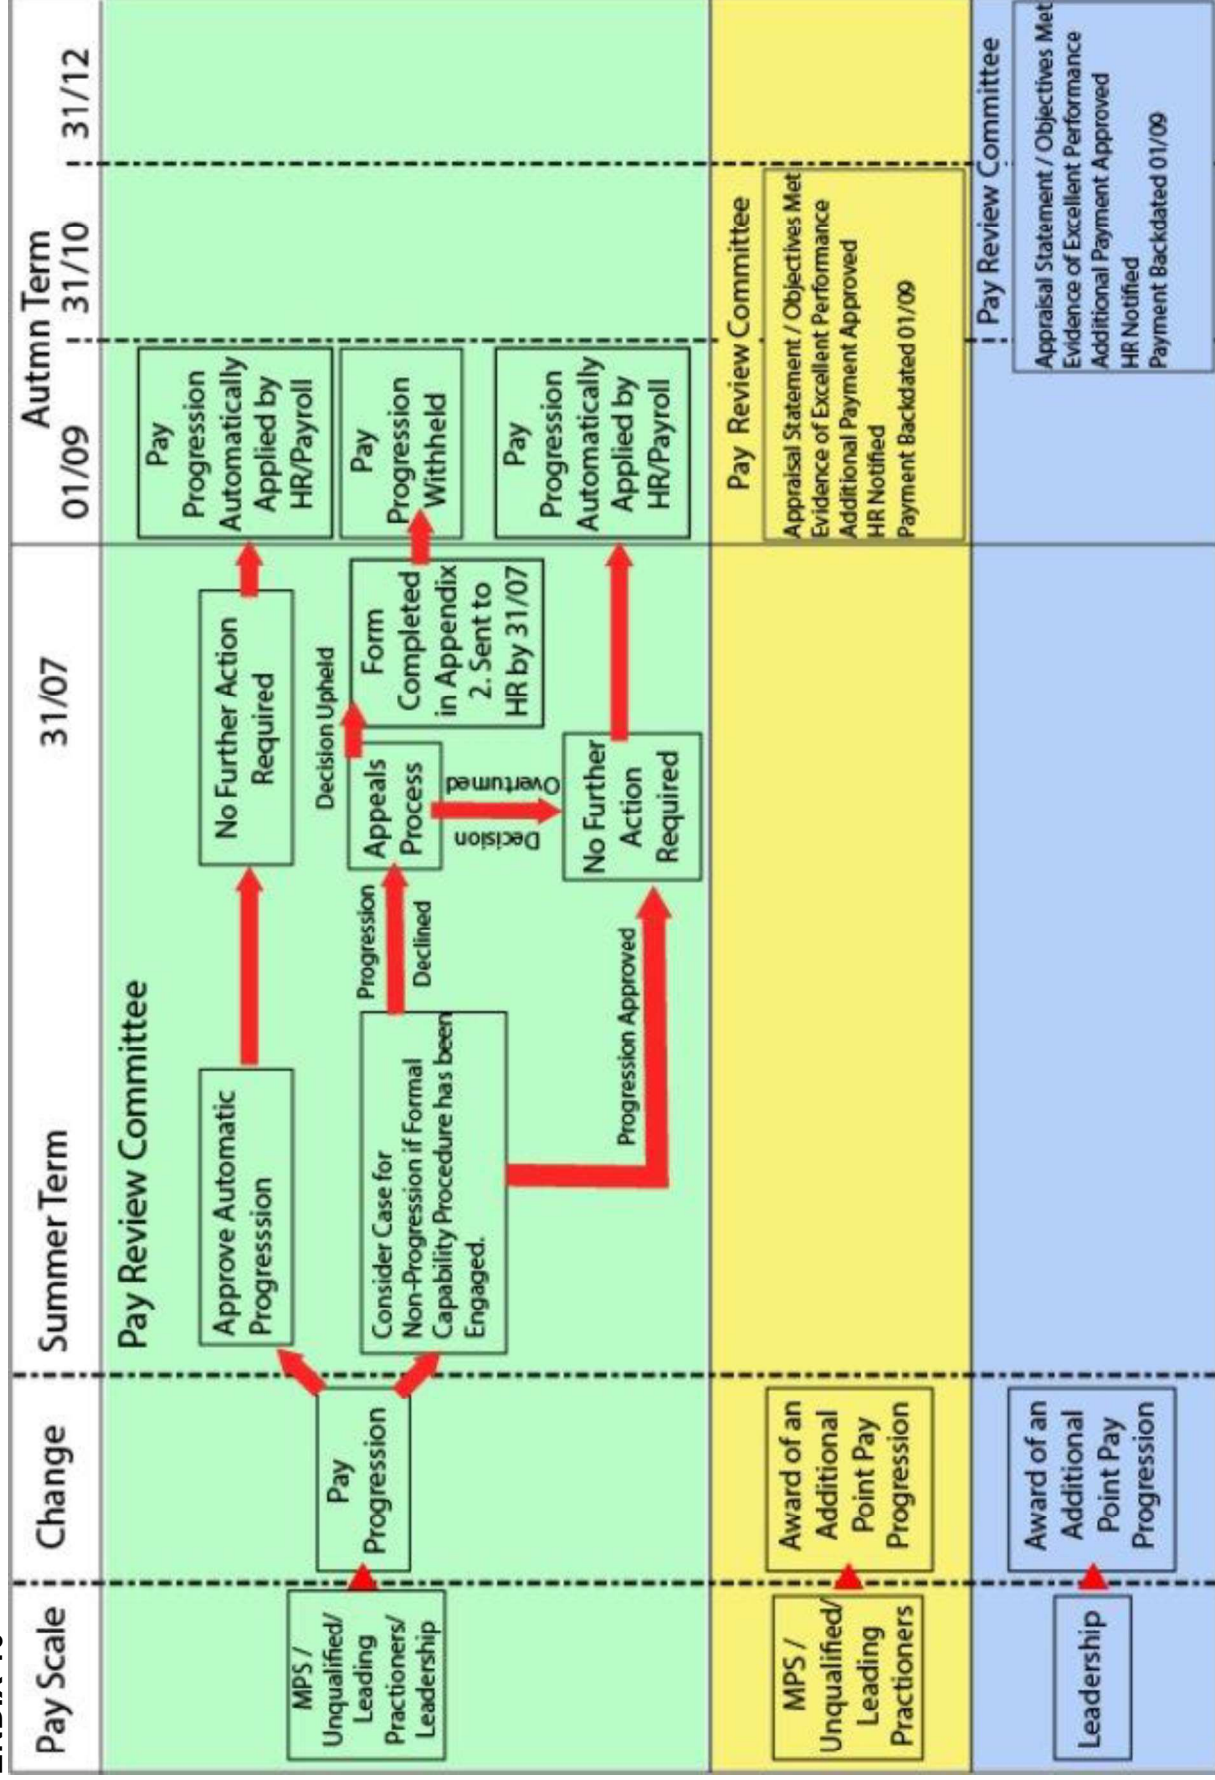 Pay Scale
Change
Summer Term
31/07
Autmn Term
01/09
31/10
31/12
Pay Review Committee
MPS /
Unqualified/
Leading
Practioners/
Leadership
Pay
Progression
Approve Automatic
Progresssion
No Further Action
Required
Pay
Progression
Automatically
Applied by
HR/Payroll
Consider Case for
Non-Progression if Formal
Capability Procedure has been
Engaged.
Progression
Declined
Appeals
Process
Decision Upheld
Form
Completed
in Appendix
2. Sent to
HR by 31/07
Pay
Progression
Withheld
Decision
Overturned
Progression Approved
No Further
Action
Required
Pay
Progression
Automatically
Applied by
HR/Payroll
MPS /
Unqualified/
Leading
Practioners
Award of an
Additional
Point Pay
Progression
Pay Review Committee
Appraisal Statement / Objectives Met
Evidence of Excellent Performance
Additional Payment Approved
HR Notified
Payment Backdated 01/09
Leadership
Award of an
Additional
Point Pay
Progression
Pay Review Committee
Appraisal Statement / Objectives Met
Evidence of Excellent Performance
Additional Payment Approved
HR Notified
Payment Backdated 01/09